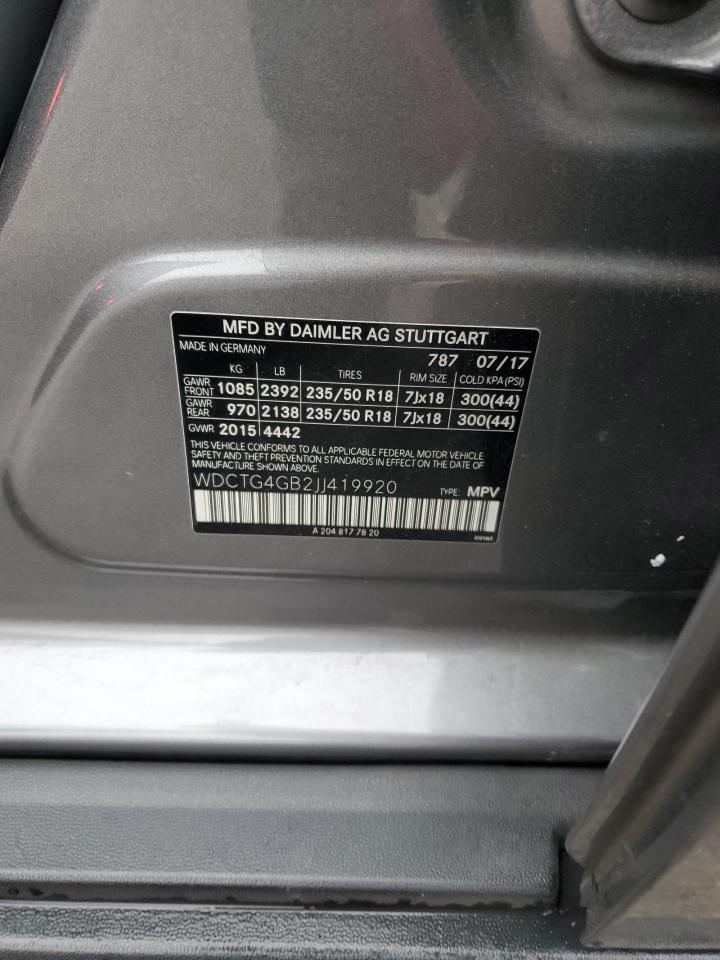 MFD BY DAIMLER AG STUTTGART
MADE IN GERMANY 787 07/17
KG LB TIRES RIM SIZE COLD KPA(PSI)
GAWR FRONT 1085 2392 235/50 R18 7Jx18 300(44)
GAWR REAR 970 2138 235/50 R18 7Jx18 300(44)
GVWR 2015 4442
THIS VEHICLE CONFORMS TO ALL APPLICABLE FEDERAL MOTOR VEHICLE
SAFETY AND THEFT PREVENTION STANDARDS IN EFFECT ON THE DATE OF
MANUFACTURE SHOWN ABOVE.
WDCTG4GB2JJ419920 TYPE: MPV
A 204 817 78 20